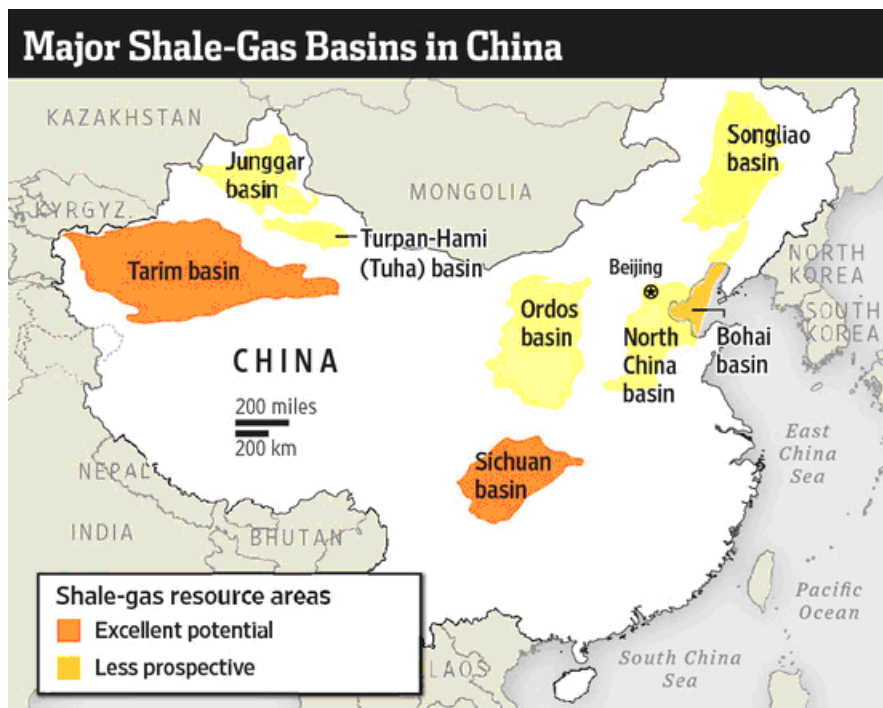 Major Shale-Gas Basins in China
KAZAKHSTAN
Songliao
basin
Junggar
basin
MONGOLIA
KYRGYZ.
Turpan-Hami
(Tuha) basin
Tarim basin
Beijing
NORTH
KOREA
Ordos
basin
SOUTH
KOREA
North
China
basin
Bohai
basin
CHINA
200 miles
200 km
East
China
Sea
Sichuan
basin
NEPAL
INDIA
BHUTAN
Pacific
Ocean
Shale-gas resource areas
Excellent potential
Less prospective
LAOS
South China
Sea